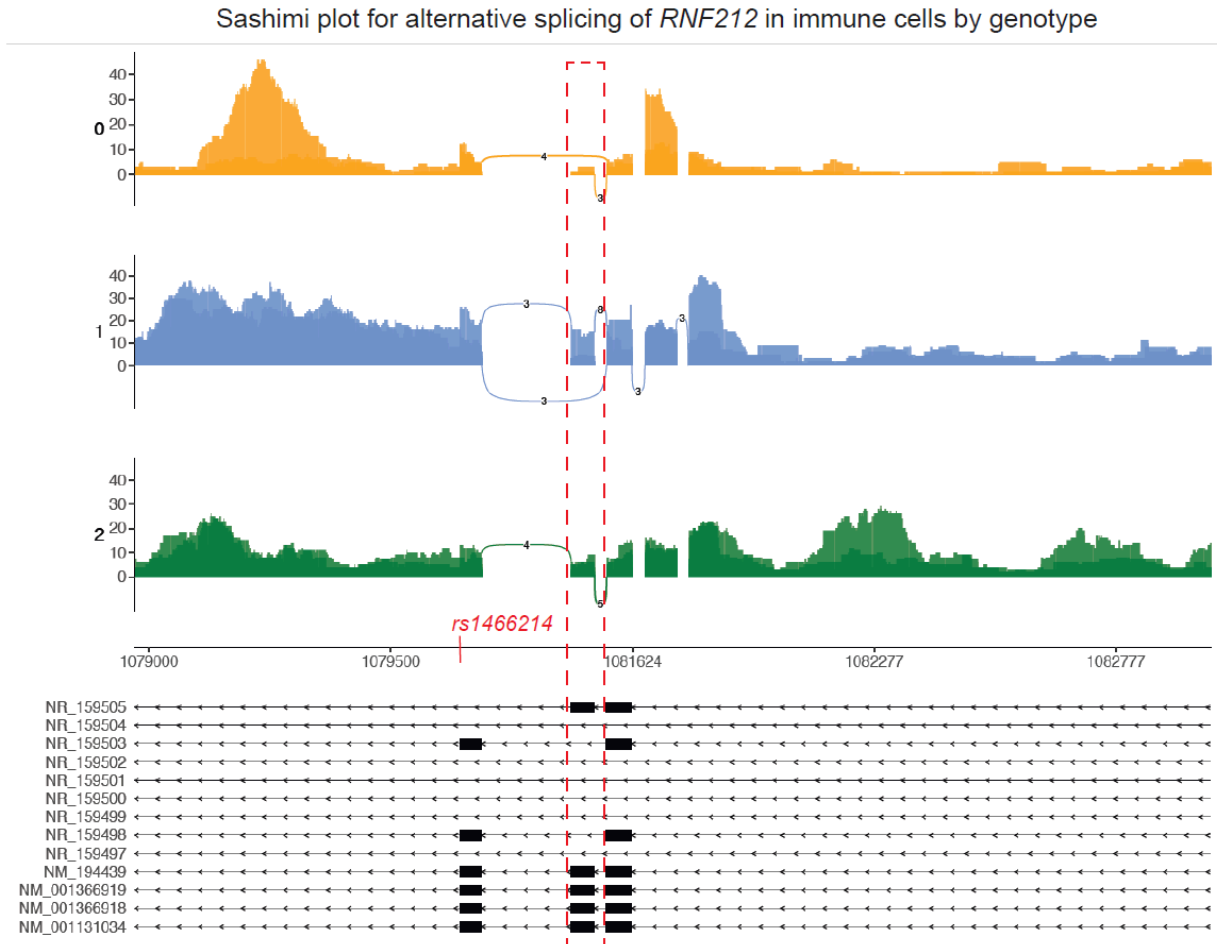 Sashimi plot for alternative splicing of RNF212 in immune cells by genotype
40
30
20
10
0
0
4
3
40
30
20
10
0
1
3
8
3
3
3
40
30
20
10
0
2
4
5
rs1466214
1079000 1079500 1081624 1082277 1082777
NR_159505
NR_159504
NR_159503
NR_159502
NR_159501
NR_159500
NR_159499
NR_159498
NR_159497
NM_194439
NM_001366919
NM_001366918
NM_001131034